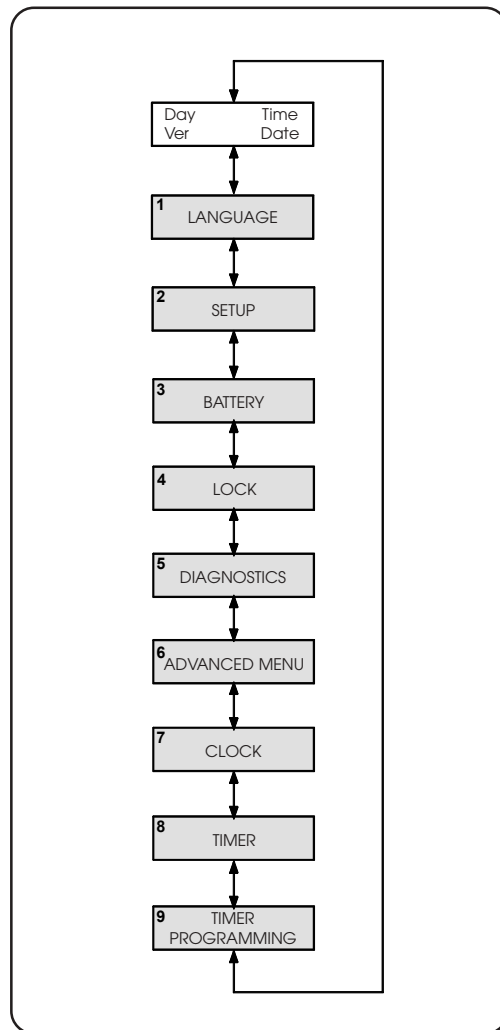 Day Time
Ver Date
1
LANGUAGE
2
SETUP
3
BATTERY
4
LOCK
5
DIAGNOSTICS
6
ADVANCED MENU
7
CLOCK
8
TIMER
9
TIMER
PROGRAMMING